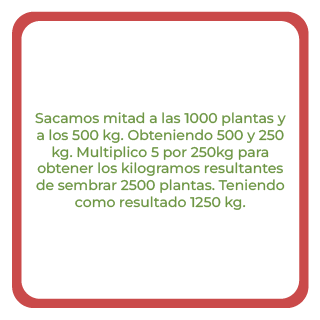 Sacamos mitad a las 1000 plantas y
a los 500 kg. Obteniendo 500 y 250
kg. Multiplico 5 por 250kg para
obtener los kilogramos resultantes
de sembrar 2500 plantas. Teniendo
como resultado 1250 kg.